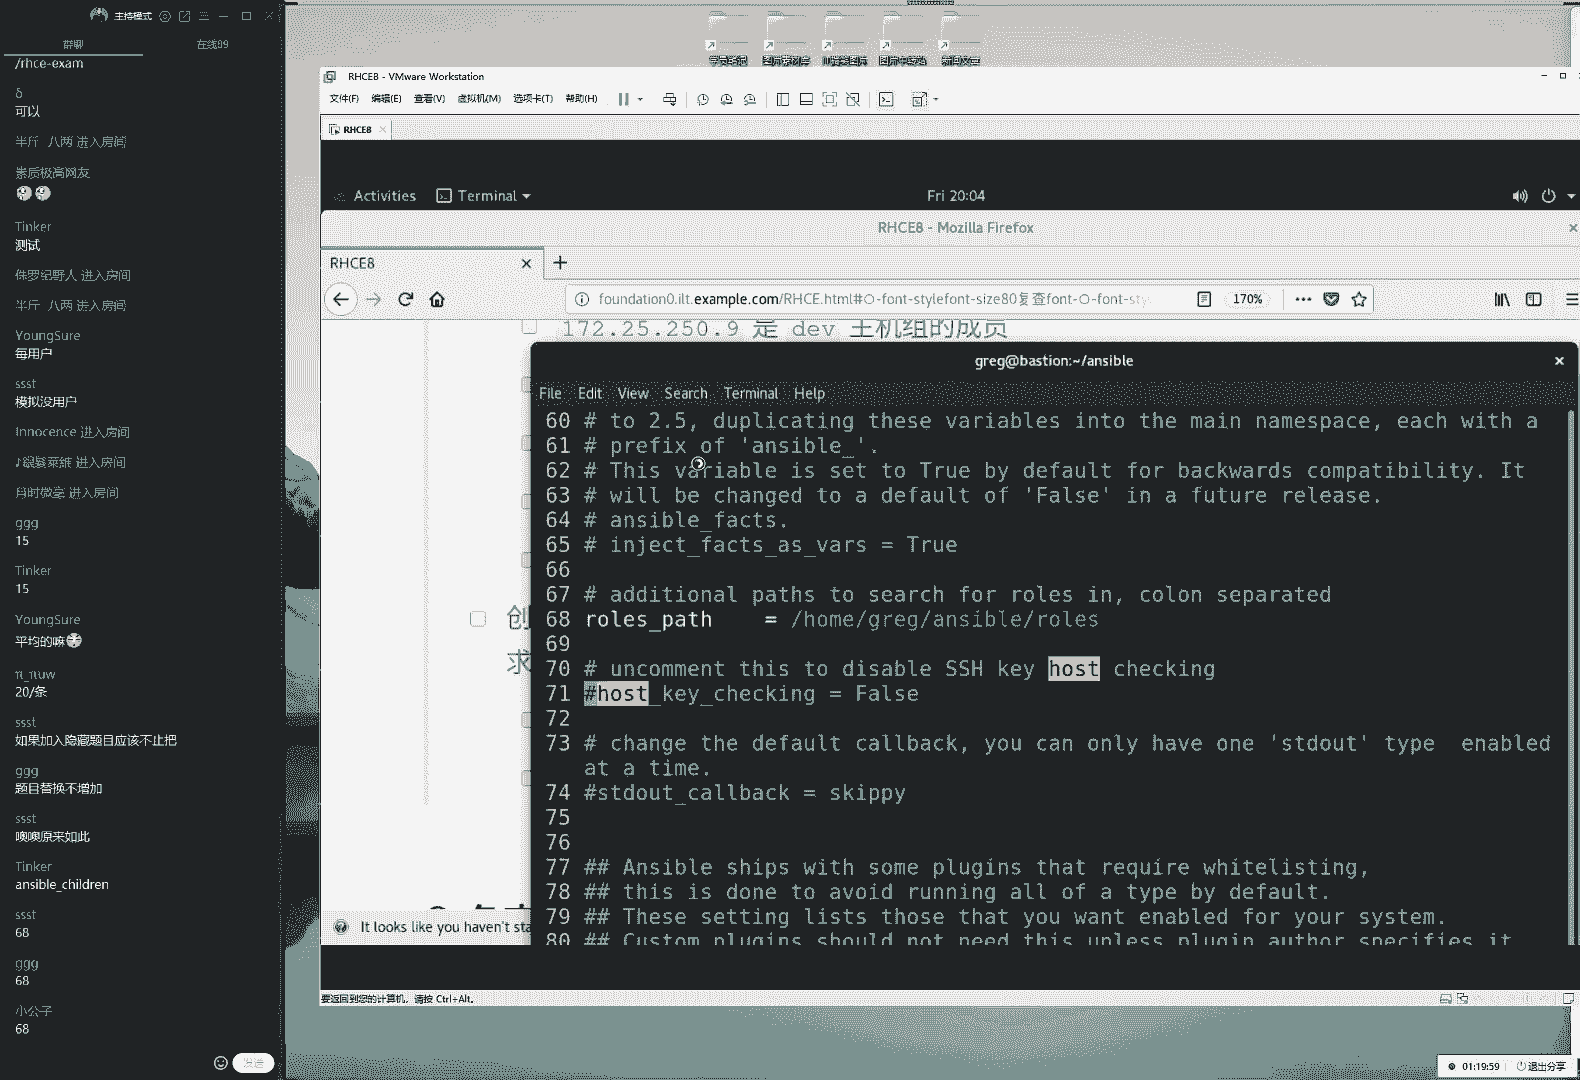 主持模式
群聊
在线89
/rhce-exam
δ
可以
半斤 八两 进入房间
素质极高网友
Tinker
测试
侏罗纪野人 进入房间
半斤 八两 进入房间
YoungSure
每用户
ssst
模拟没用户
Innocence 进入房间
进入房间
进入房间
ggg
15
Tinker
15
YoungSure
平均的嘛
20/条
ssst
如果加入隐藏题目应该不止把
ggg
题目替换不增加
ssst
噢噢原来如此
Tinker
ansible_children
ssst
68
ggg
68
小公子
68
发送
RHCE8 - VMware Workstation
文件(F) 编辑(E) 查看(V) 虚拟机(M) 选项卡(T) 帮助(H)
RHCE8
Activities Terminal Fri 20:04
RHCE8 - Mozilla Firefox
RHCE8
foundation0.ilt.example.com/RHCE.html#○-font-stylefont-size80复查font-○-font-sty
170%
172.25.250.9 是 dev 主机组的成员
创
求
It looks like you haven't sta
greg@bastion:~/ansible
File Edit View Search Terminal Help
60 # to 2.5, duplicating these variables into the main namespace, each with a
61 # prefix of 'ansible_'.
62 # This variable is set to True by default for backwards compatibility. It
63 # will be changed to a default of 'False' in a future release.
64 # ansible_facts.
65 # inject_facts_as_vars = True
66
67 # additional paths to search for roles in, colon separated
68 roles_path    = /home/greg/ansible/roles
69
70 # uncomment this to disable SSH key host checking
71 #host_key_checking = False
72
73 # change the default callback, you can only have one 'stdout' type  enabled
at a time.
74 #stdout_callback = skippy
75
76
77 ## Ansible ships with some plugins that require whitelisting,
78 ## this is done to avoid running all of a type by default.
79 ## These setting lists those that you want enabled for your system.
80 ## Custom plugins should not need this unless plugin author specifies it.
要返回到您的计算机，请按 Ctrl+Alt。
01:19:59 退出分享